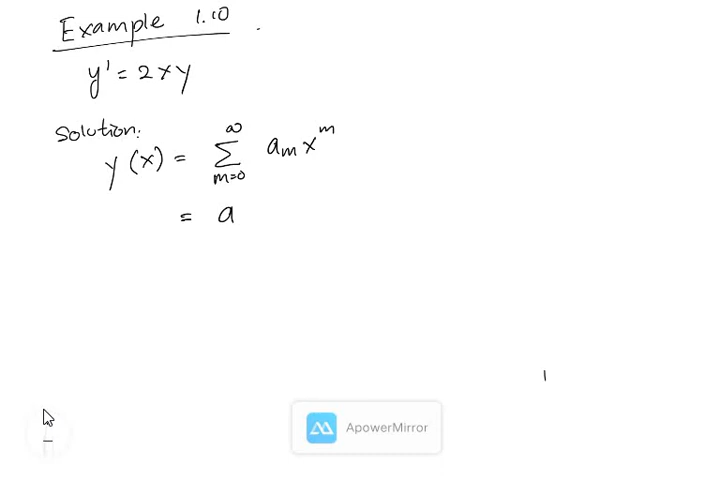 Example 1.10
y' = 2xy
Solution:
y(x) = ∑_{m=0}^{∞} a_m x^m
= a
ApowerMirror